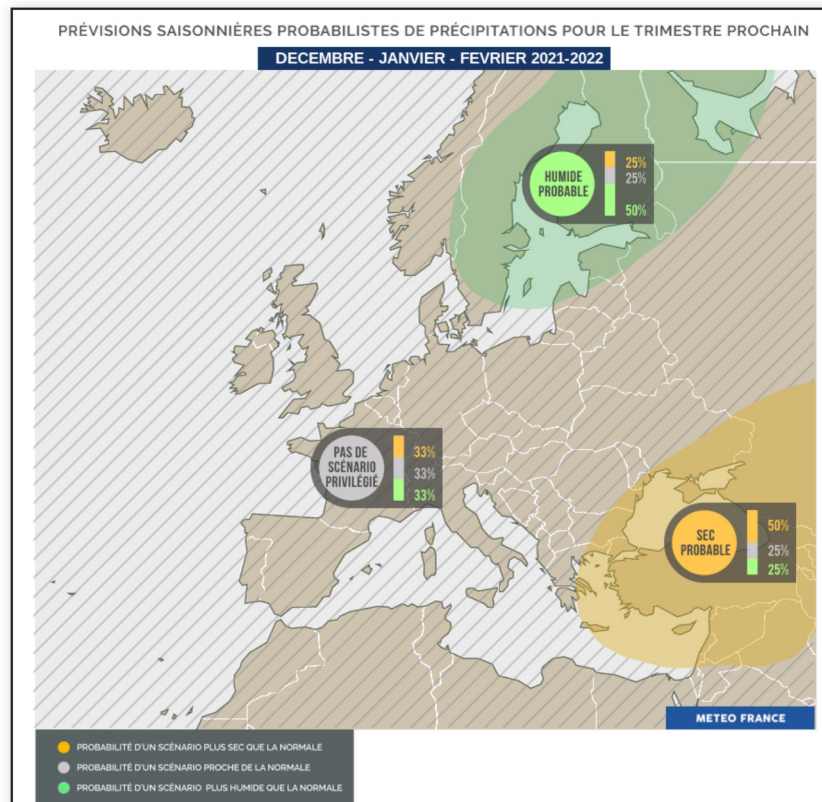 PRÉVISIONS SAISONNIÈRES PROBABILISTES DE PRÉCIPITATIONS POUR LE TRIMESTRE PROCHAIN
DECEMBRE - JANVIER - FEVRIER 2021-2022
HUMIDE
PROBABLE
25%
25%
50%
PAS DE
SCÉNARIO
PRIVILÉGIÉ
33%
33%
33%
SEC
PROBABLE
50%
25%
25%
METEO FRANCE
PROBABILITÉ D'UN SCÉNARIO PLUS SEC QUE LA NORMALE
PROBABILITÉ D'UN SCÉNARIO PROCHE DE LA NORMALE
PROBABILITÉ D'UN SCÉNARIO PLUS HUMIDE QUE LA NORMALE